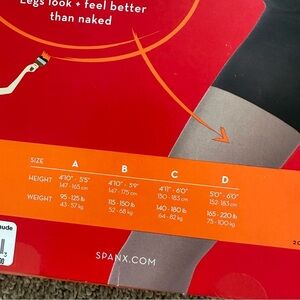 Legs look + feel better
than naked
SIZE A B C D
HEIGHT 4'10" - 5'5" 4'10" - 5'9" 4'11" - 6'0" 5'0" - 6'0"
147 - 165 cm 147 - 175 cm 150 - 183 cm 152 - 183 cm
WEIGHT 95 - 125 lb 115 - 150 lb 140 - 180 lb 165 - 220 lb
43 - 57 kg 52 - 68 kg 64 - 82 kg 75 - 100 kg
SPANX.COM
ude
20